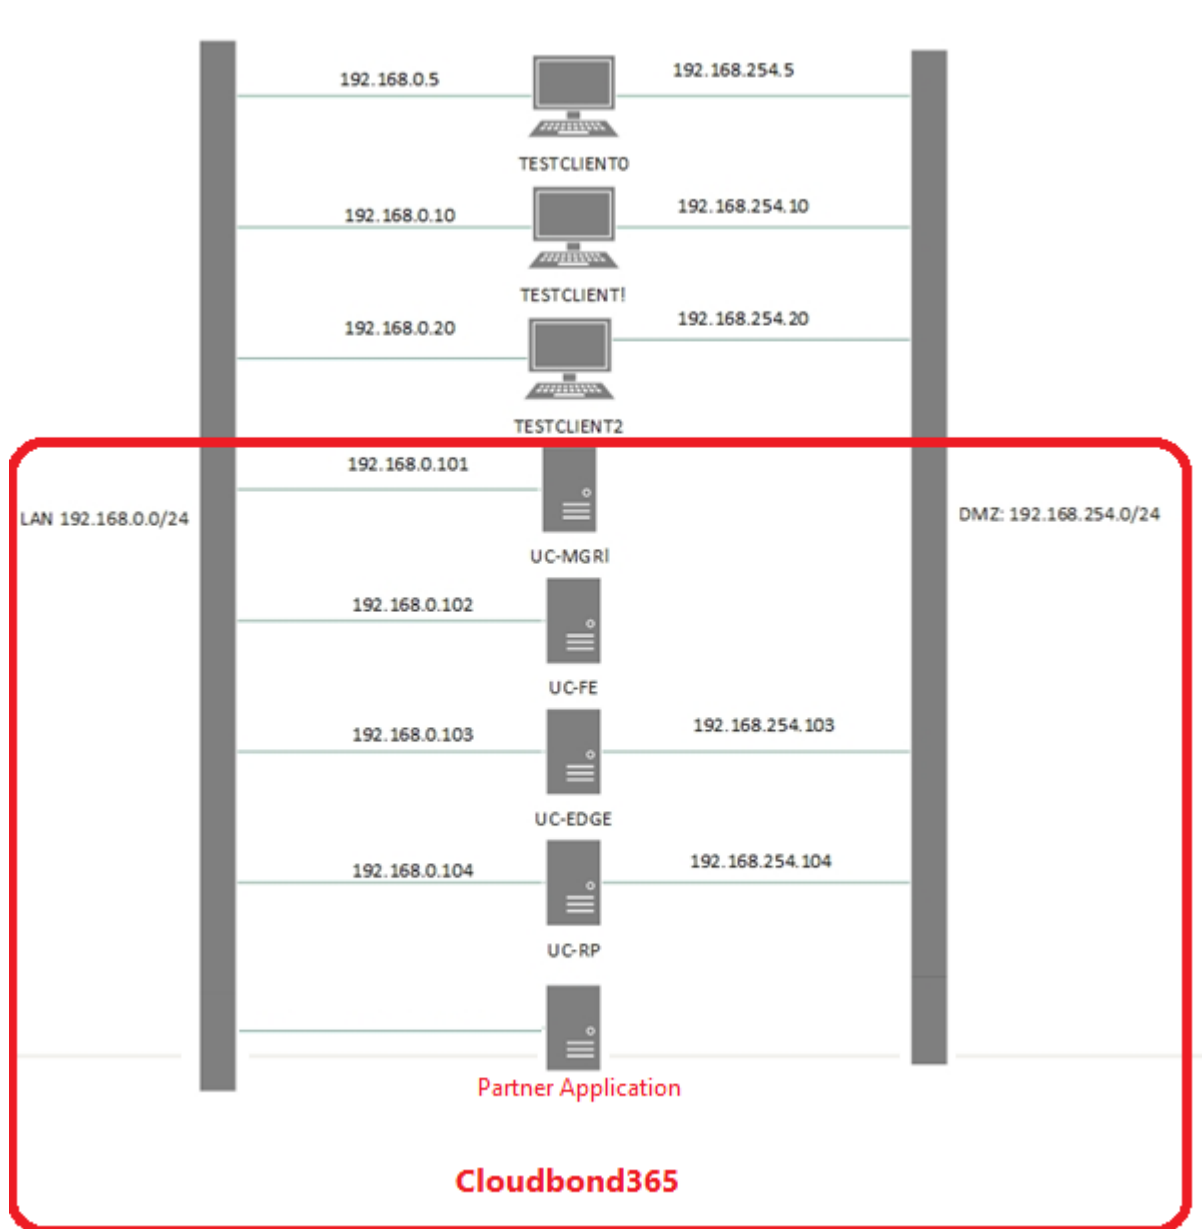 192.168.0.5
192.168.254.5
TESTCLIENT0
192.168.0.10
192.168.254.10
TESTCLIENT!
192.168.0.20
192.168.254.20
TESTCLIENT2
192.168.0.101
LAN 192.168.0.0/24
DMZ: 192.168.254.0/24
UC-MGRl
192.168.0.102
UC-FE
192.168.0.103
192.168.254.103
UC-EDGE
192.168.0.104
192.168.254.104
UC-RP
Partner Application
Cloudbond365